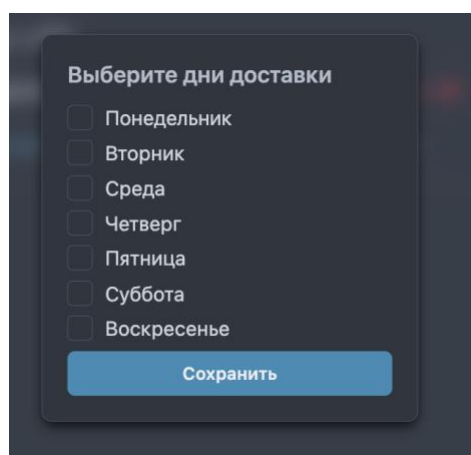 Выберите дни доставки
Понедельник
Вторник
Среда
Четверг
Пятница
Суббота
Воскресенье
Сохранить